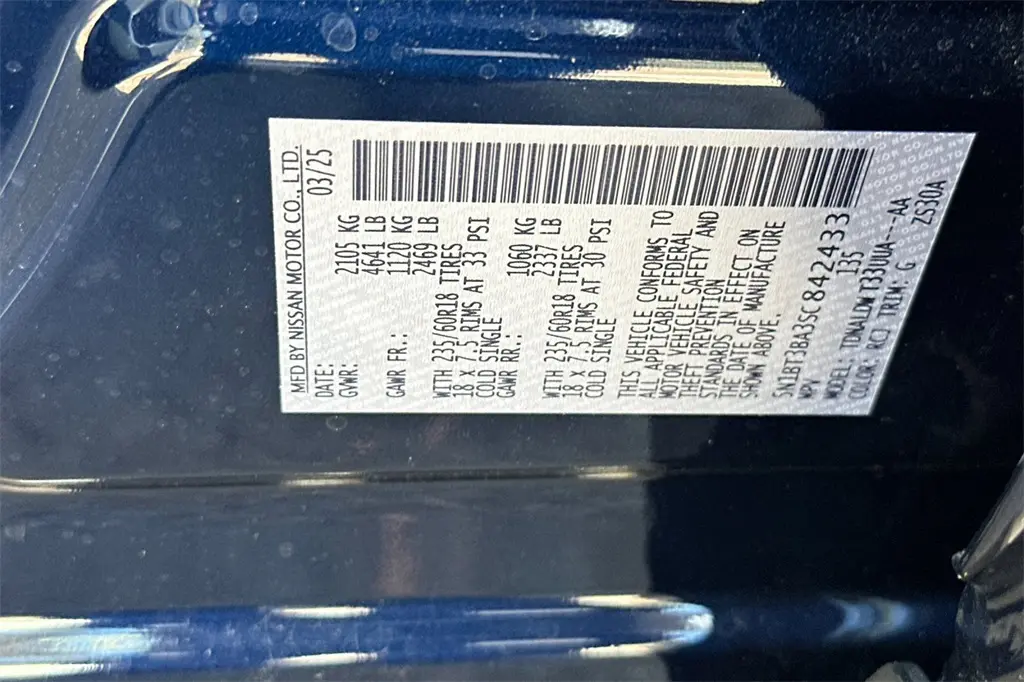 MFD BY NISSAN MOTOR CO., LTD.
DATE: 03/25
GVWR: 2105 KG
4641 LB
GAWR FR.: 1120 KG
2469 LB
WITH 235/60R18 TIRES
18 X 7.5 RIMS AT 33 PSI
COLD SINGLE
GAWR RR.: 1060 KG
2337 LB
WITH 235/60R18 TIRES
18 X 7.5 RIMS AT 30 PSI
COLD SINGLE
THIS VEHICLE CONFORMS TO
ALL APPLICABLE FEDERAL
MOTOR VEHICLE SAFETY AND
THEFT PREVENTION
STANDARDS IN EFFECT ON
THE DATE OF MANUFACTURE
SHOWN ABOVE.
5N1BT3BA3SC842433
MPV 135
MODEL: TDNALDWT33UUA---AA
COLOR: RCJ TRIM: G ZS30A